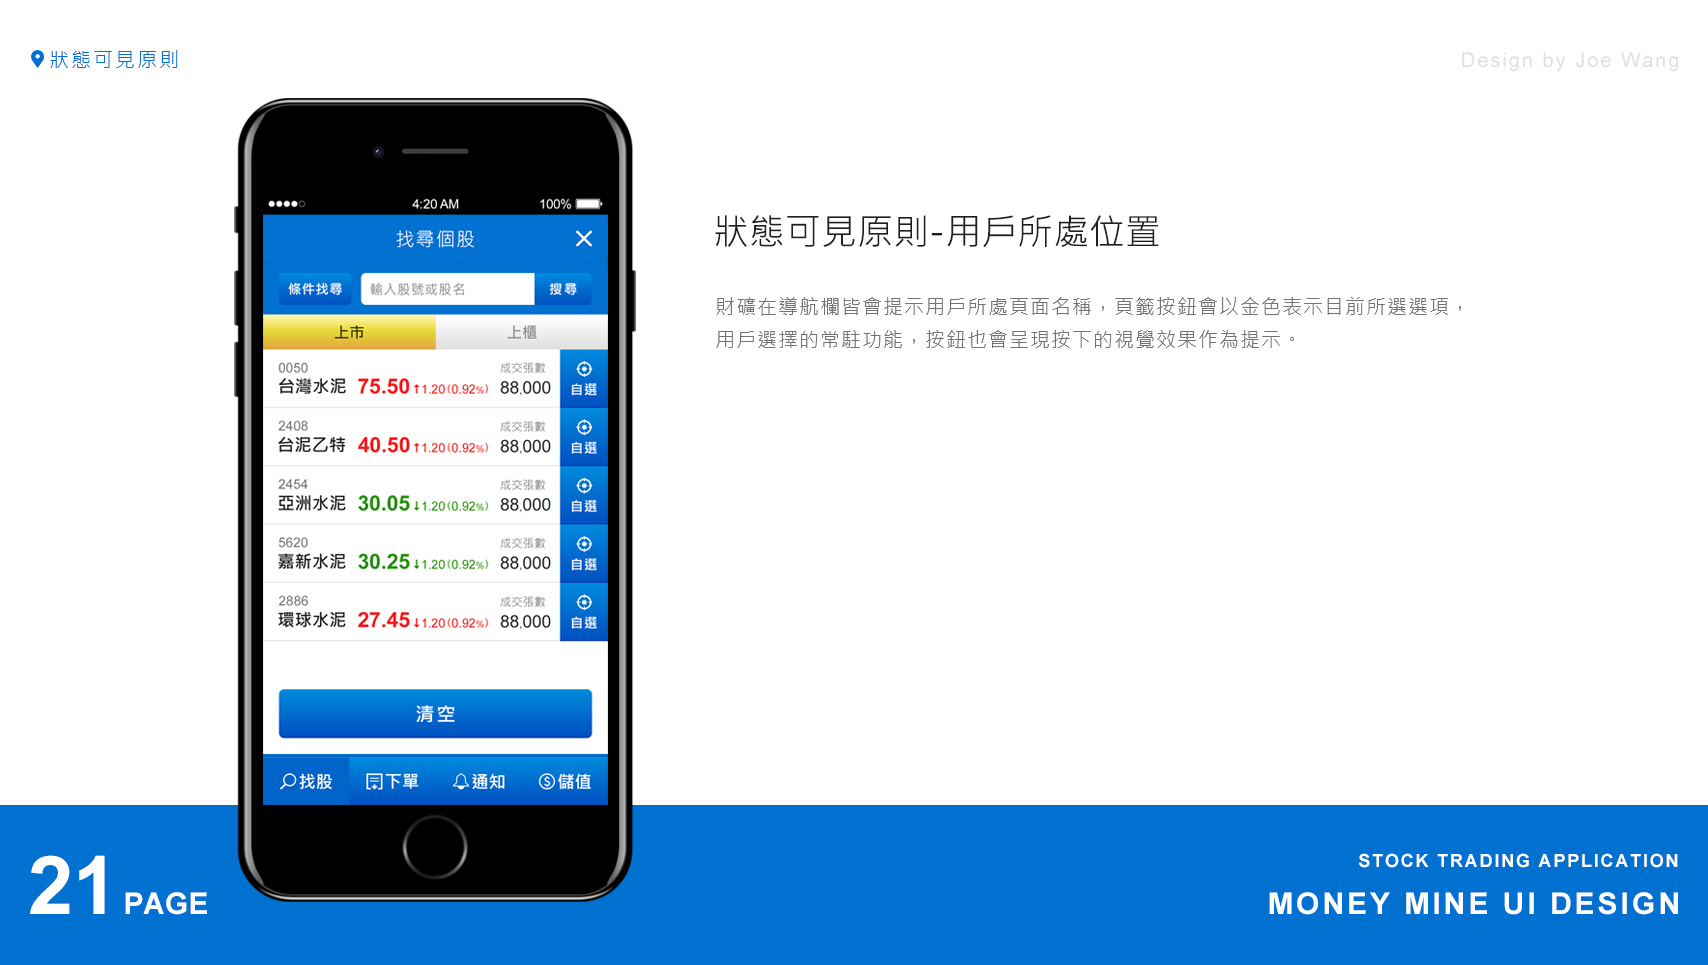 狀態可見原則
Design by Joe Wang
4:20 AM
100%
找尋個股
條件找尋
輸入股號或股名
搜尋
上市
上櫃
0050
成交張數
台灣水泥 75.50 ↑1.20(0.92%) 88,000
自選
2408
成交張數
台泥乙特 40.50 ↑1.20(0.92%) 88,000
自選
2454
成交張數
亞洲水泥 30.05 ↓1.20(0.92%) 88,000
自選
5620
成交張數
嘉新水泥 30.25 ↓1.20(0.92%) 88,000
自選
2886
成交張數
環球水泥 27.45 ↓1.20(0.92%) 88,000
自選
清空
找股 下單 通知 儲值
狀態可見原則-用戶所處位置
財礦在導航欄皆會提示用戶所處頁面名稱，頁籤按鈕會以金色表示目前所選選項，
用戶選擇的常駐功能，按鈕也會呈現按下的視覺效果作為提示。
21 PAGE
STOCK TRADING APPLICATION
MONEY MINE UI DESIGN